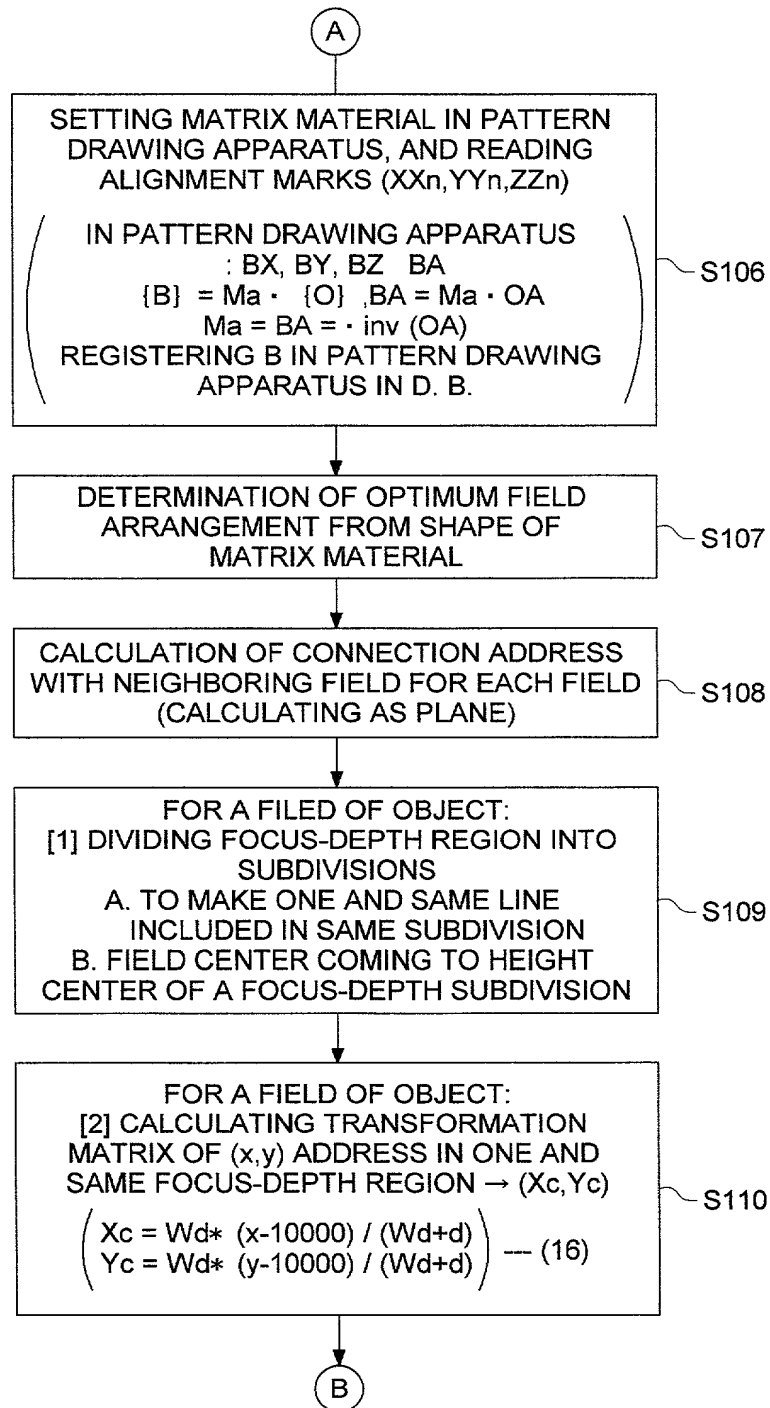 A
SETTING MATRIX MATERIAL IN PATTERN
DRAWING APPARATUS, AND READING
ALIGNMENT MARKS (XXn,YYn,ZZn)
IN PATTERN DRAWING APPARATUS
: BX, BY, BZ BA
{B} = Ma · {O} ,BA = Ma · OA
Ma = BA = · inv (OA)
REGISTERING B IN PATTERN DRAWING
APPARATUS IN D. B.
S106
DETERMINATION OF OPTIMUM FIELD
ARRANGEMENT FROM SHAPE OF
MATRIX MATERIAL
S107
CALCULATION OF CONNECTION ADDRESS
WITH NEIGHBORING FIELD FOR EACH FIELD
(CALCULATING AS PLANE)
S108
FOR A FILED OF OBJECT:
[1] DIVIDING FOCUS-DEPTH REGION INTO
SUBDIVISIONS
A. TO MAKE ONE AND SAME LINE
INCLUDED IN SAME SUBDIVISION
B. FIELD CENTER COMING TO HEIGHT
CENTER OF A FOCUS-DEPTH SUBDIVISION
S109
FOR A FIELD OF OBJECT:
[2] CALCULATING TRANSFORMATION
MATRIX OF (x,y) ADDRESS IN ONE AND
SAME FOCUS-DEPTH REGION → (Xc,Yc)
Xc = Wd* (x-10000) / (Wd+d)
Yc = Wd* (y-10000) / (Wd+d)
--- (16)
S110
B